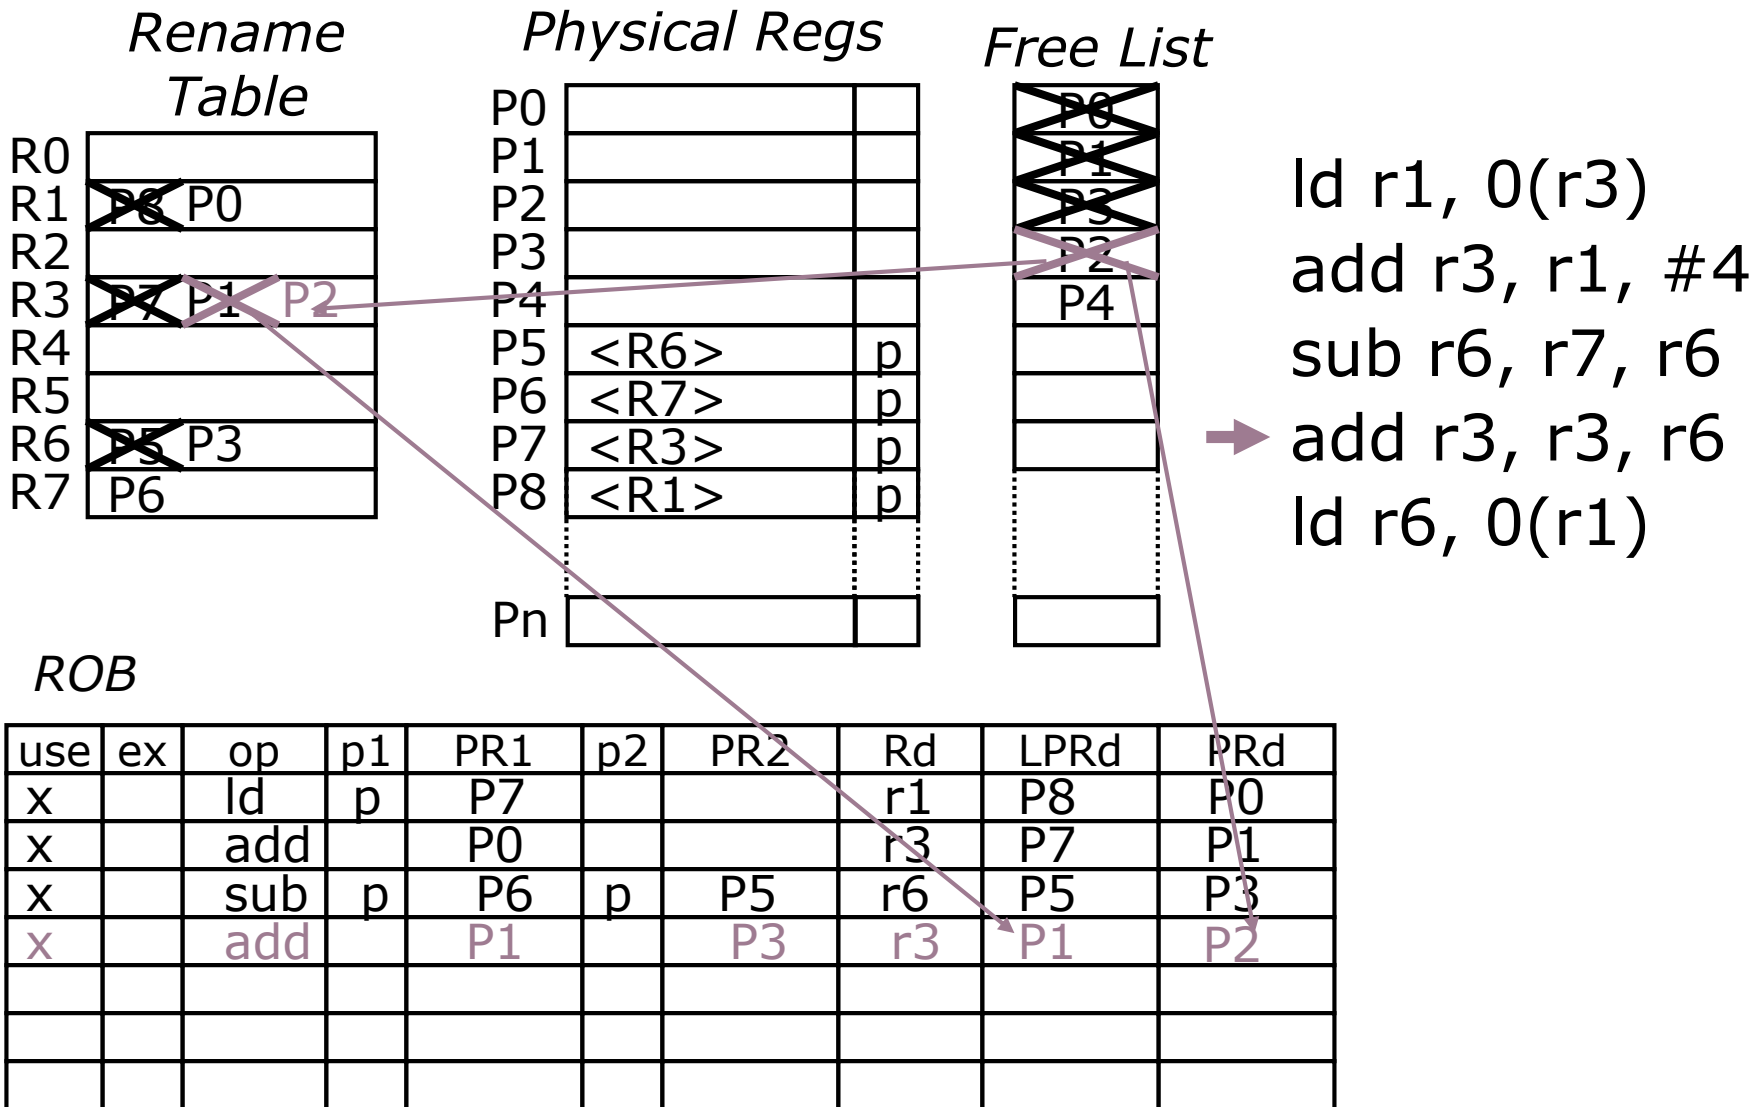 Rename Table
Physical Regs
Free List
R0
R1 P8 P0
R2
R3 P7 P1 P2
R4
R5
R6 P5 P3
R7 P6
P0
P1
P2
P3
P4
P5 <R6> p
P6 <R7> p
P7 <R3> p
P8 <R1> p
Pn
P0
P1
P3
P2
P4
ld r1, 0(r3)
add r3, r1, #4
sub r6, r7, r6
add r3, r3, r6
ld r6, 0(r1)
ROB
use ex op p1 PR1 p2 PR2 Rd LPRd PRd
x ld p P7 r1 P8 P0
x add P0 r3 P7 P1
x sub p P6 p P5 r6 P5 P3
x add P1 P3 r3 P1 P2